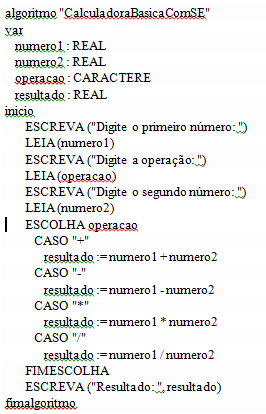 algoritmo "CalculadoraBasicaComSE"
var
numero1 : REAL
numero2 : REAL
operacao : CARACTERE
resultado : REAL
inicio
ESCREVA ("Digite o primeiro número: ")
LEIA (numero1)
ESCREVA ("Digite a operação: ")
LEIA (operacao)
ESCREVA ("Digite o segundo número: ")
LEIA (numero2)
ESCOLHA operacao
CASO "+"
resultado := numero1 + numero2
CASO "-"
resultado := numero1 - numero2
CASO "*"
resultado := numero1 * numero2
CASO "/"
resultado := numero1 / numero2
FIMESCOLHA
ESCREVA ("Resultado: ", resultado)
fimalgoritmo